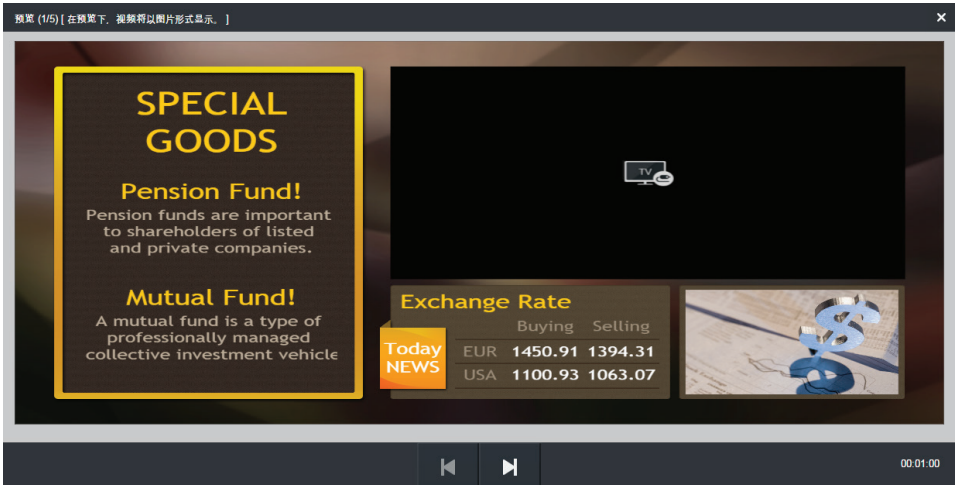 预览 (1/5) [ 在预览下，视频将以图片形式显示。 ]
SPECIAL
GOODS
Pension Fund!
Pension funds are important
to shareholders of listed
and private companies.
Mutual Fund!
A mutual fund is a type of
professionally managed
collective investment vehicle
TV
Exchange Rate
Buying Selling
Today
NEWS
EUR 1450.91 1394.31
USA 1100.93 1063.07
00:01:00